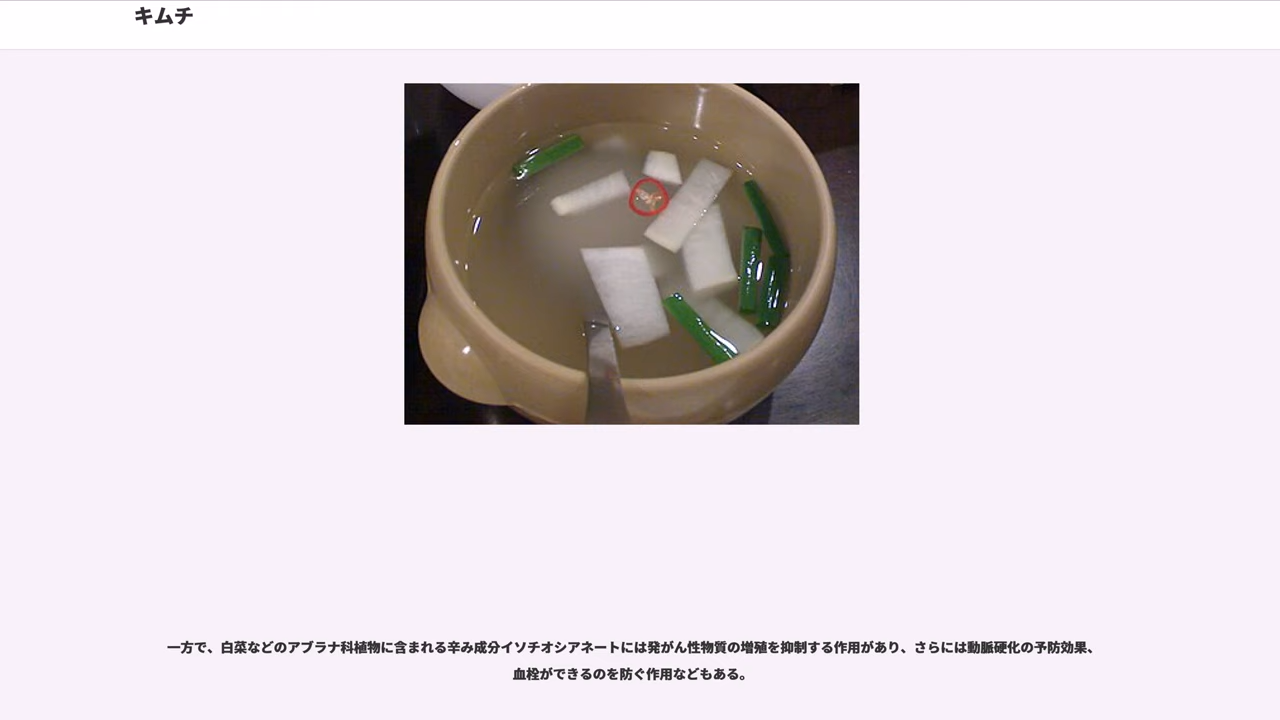 キムチ
一方で、白菜などのアブラナ科植物に含まれる辛み成分イソチオシアネートには発がん性物質の増殖を抑制する作用があり、さらには動脈硬化の予防効果、
血栓ができるのを防ぐ作用などもある。